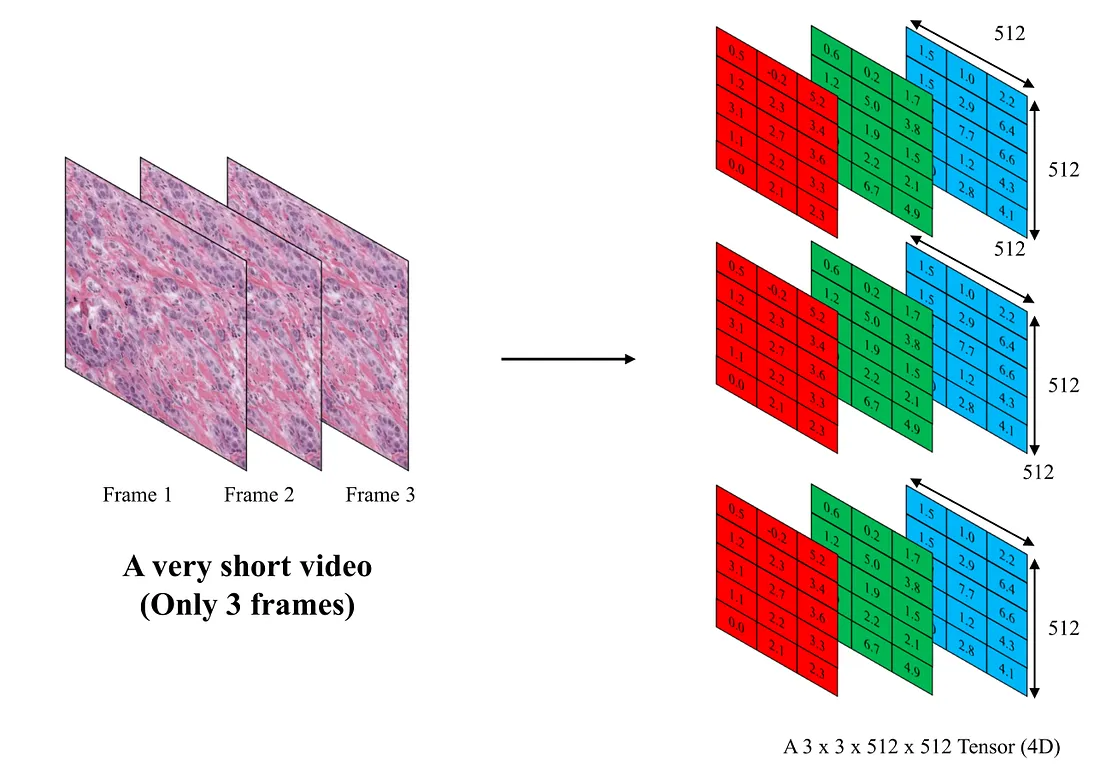 Frame 1
Frame 2
Frame 3
A very short video
(Only 3 frames)
512
0.5 -0.2 5.2
1.2 2.3 3.4
3.1 2.7 3.6
1.1 2.2 3.3
0.0 2.1 2.3
0.6 0.2 1.7
1.2 5.0 3.8
1.9 1.5
2.2 2.1
6.7 4.9
1.5 1.0 2.2
1.5 2.9 6.4
7.7 6.6
1.2 4.3
2.8 4.1
512
512
0.5 -0.2 5.2
1.2 2.3 3.4
3.1 2.7 3.6
1.1 2.2 3.3
0.0 2.1 2.3
0.6 0.2 1.7
1.2 5.0 3.8
1.9 1.5
2.2 2.1
6.7 4.9
1.5 1.0 2.2
1.5 2.9 6.4
7.7 6.6
1.2 4.3
2.8 4.1
512
512
0.5 -0.2 5.2
1.2 2.3 3.4
3.1 2.7 3.6
1.1 2.2 3.3
0.0 2.1 2.3
0.6 0.2 1.7
1.2 5.0 3.8
1.9 1.5
2.2 2.1
6.7 4.9
1.5 1.0 2.2
1.5 2.9 6.4
7.7 6.6
1.2 4.3
2.8 4.1
512
A 3 x 3 x 512 x 512 Tensor (4D)